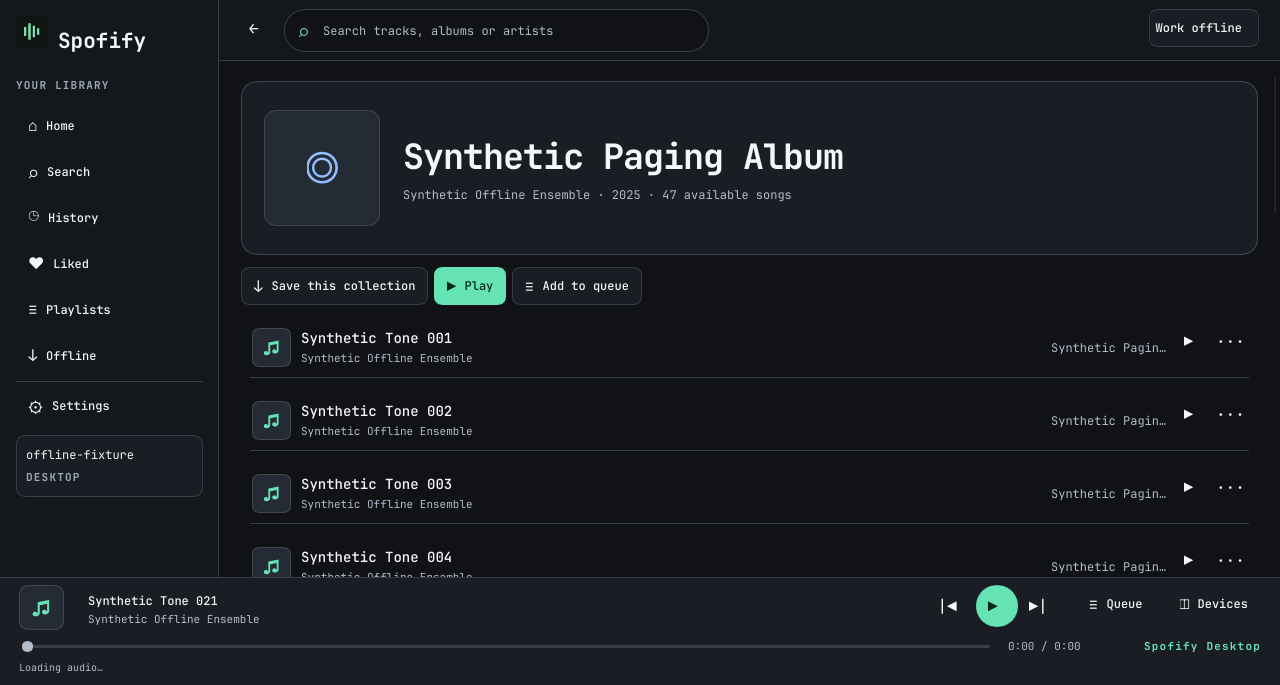 Spofify
YOUR LIBRARY
Home
Search
History
Liked
Playlists
Offline
Settings
offline-fixture
DESKTOP
Search tracks, albums or artists
Work offline
Synthetic Paging Album
Synthetic Offline Ensemble · 2025 · 47 available songs
Save this collection
Play
Add to queue
Synthetic Tone 001
Synthetic Offline Ensemble
Synthetic Pagin…
Synthetic Tone 002
Synthetic Offline Ensemble
Synthetic Pagin…
Synthetic Tone 003
Synthetic Offline Ensemble
Synthetic Pagin…
Synthetic Tone 004
Synthetic Offline Ensemble
Synthetic Pagin…
Synthetic Tone 021
Synthetic Offline Ensemble
Queue
Devices
0:00 / 0:00
Spofify Desktop
Loading audio…